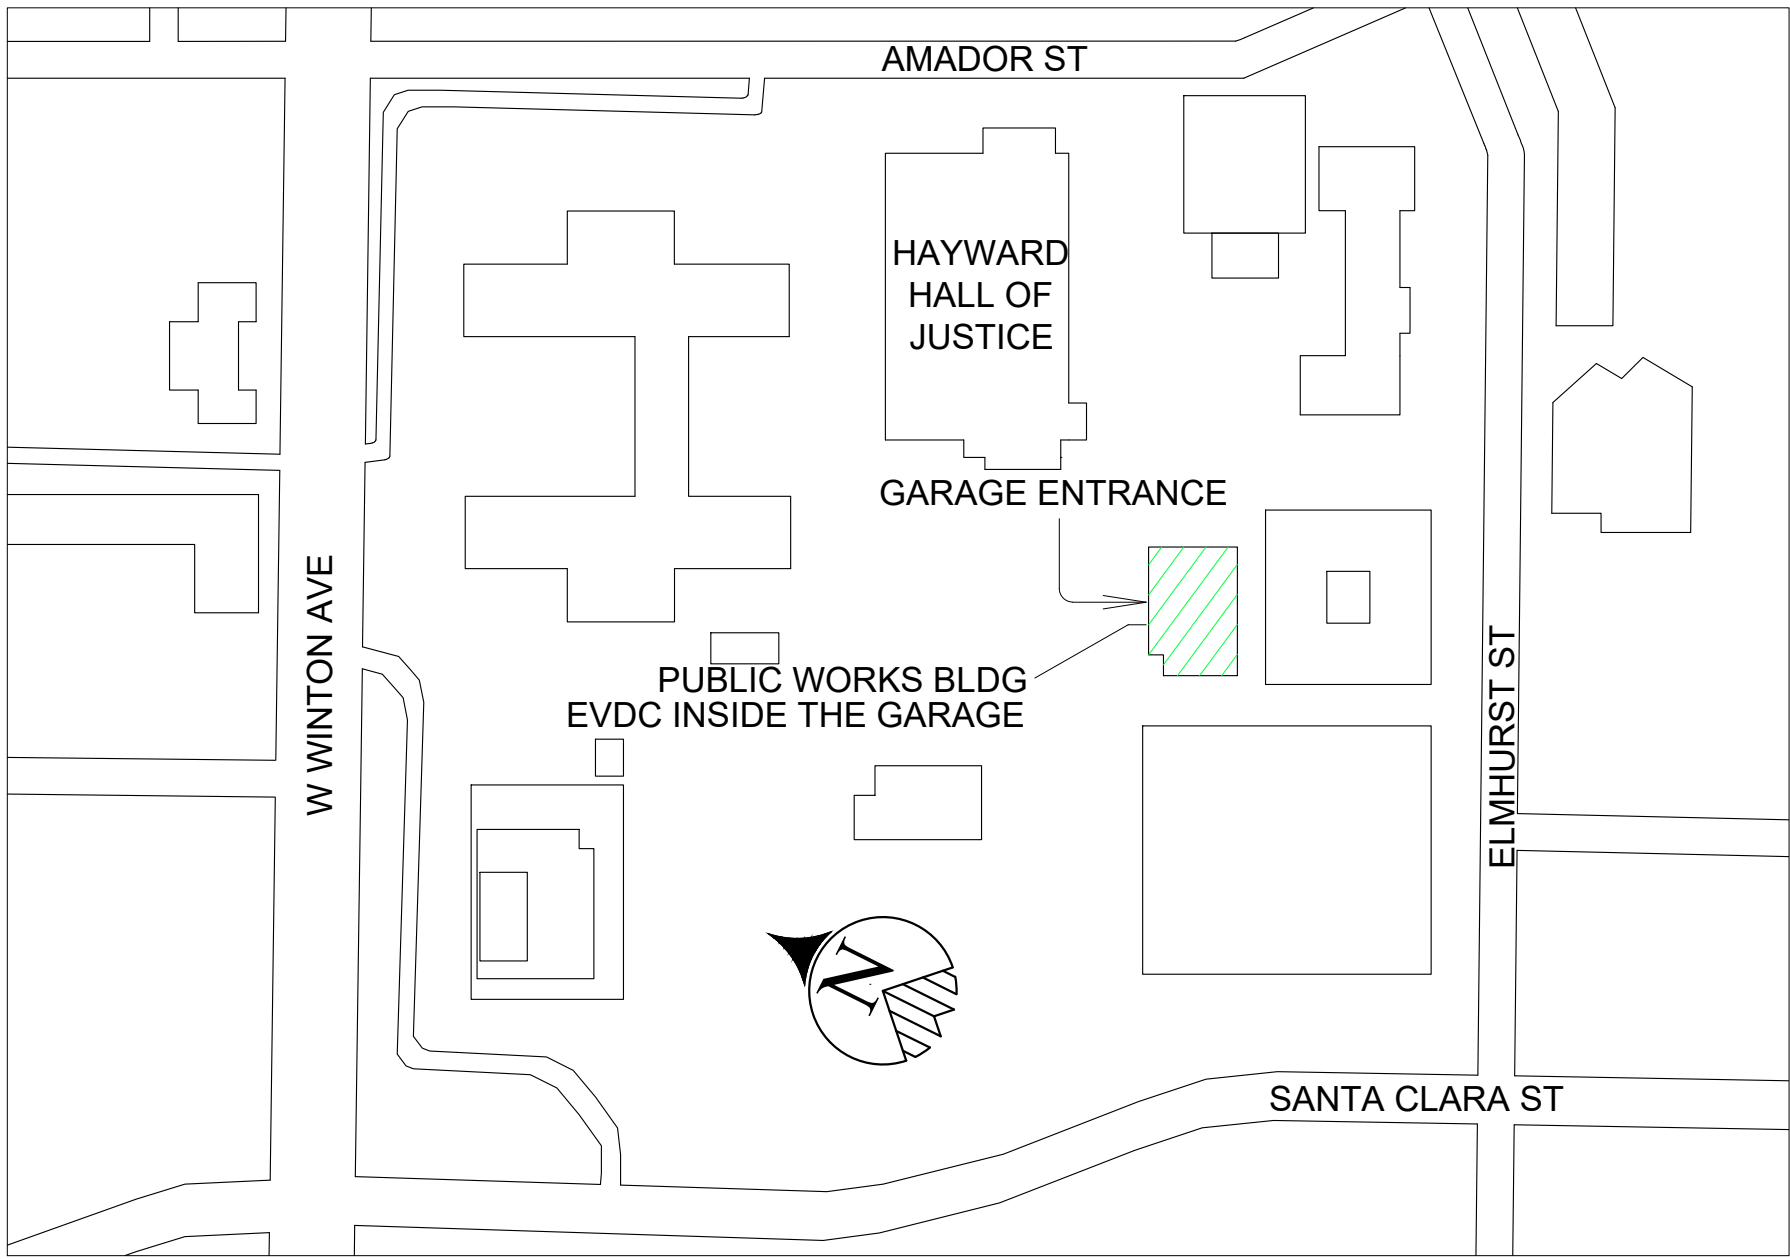 AMADOR ST
HAYWARD
HALL OF
JUSTICE
GARAGE ENTRANCE
W WINTON AVE
PUBLIC WORKS BLDG
EVDC INSIDE THE GARAGE
ELMHURST ST
N
SANTA CLARA ST